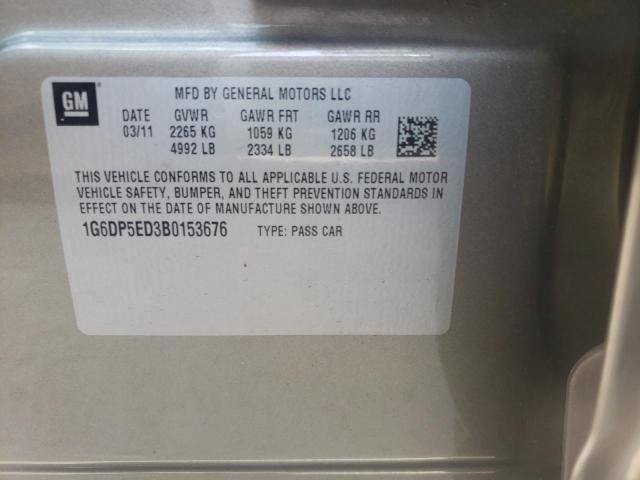 GM
MFD BY GENERAL MOTORS LLC
DATE GVWR GAWR FRT GAWR RR
03/11 2265 KG 1059 KG 1206 KG
4992 LB 2334 LB 2658 LB
THIS VEHICLE CONFORMS TO ALL APPLICABLE U.S. FEDERAL MOTOR
VEHICLE SAFETY, BUMPER, AND THEFT PREVENTION STANDARDS IN
EFFECT ON THE DATE OF MANUFACTURE SHOWN ABOVE.
1G6DP5ED3B0153676 TYPE: PASS CAR